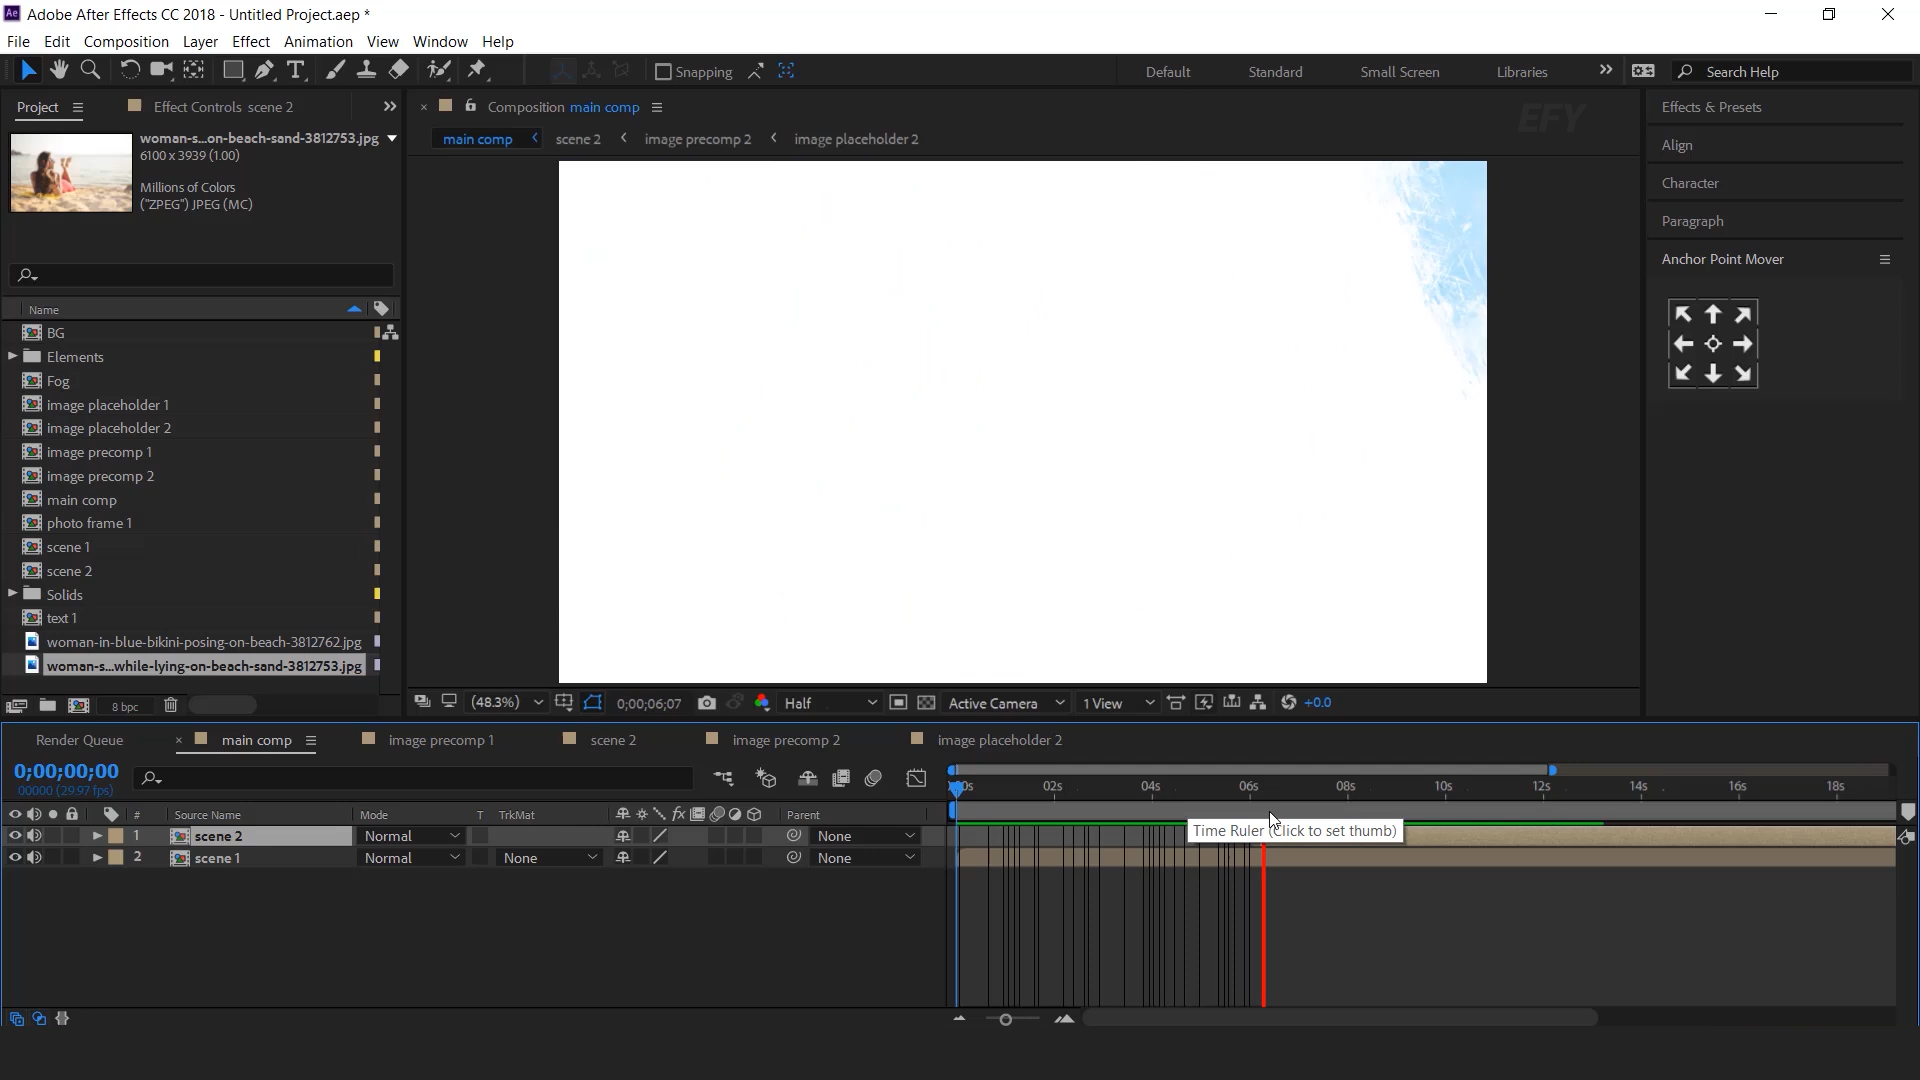 Ae Adobe After Effects CC 2018 - Untitled Project.aep *
File Edit Composition Layer Effect Animation View Window Help
Snapping Default Standard Small Screen Libraries Search Help
Project Effect Controls scene 2
Composition main comp
main comp scene 2 image precomp 2 image placeholder 2
EFY
woman-s...on-beach-sand-3812753.jpg
6100 x 3939 (1.00)
Millions of Colors
("ZPEG") JPEG (MC)
Name
BG
Elements
Fog
image placeholder 1
image placeholder 2
image precomp 1
image precomp 2
main comp
photo frame 1
scene 1
scene 2
Solids
text 1
woman-in-blue-bikini-posing-on-beach-3812762.jpg
woman-s...while-lying-on-beach-sand-3812753.jpg
8 bpc
(48.3%) 0;00;06;07 Half Active Camera 1 View +0.0
Effects & Presets
Align
Character
Paragraph
Anchor Point Mover
Render Queue main comp image precomp 1 scene 2 image precomp 2 image placeholder 2
0;00;00;00
00000 (29.97 fps)
00s 02s 04s 06s 08s 10s 12s 14s 16s 18s
# Source Name Mode T TrkMat fx Parent
1 scene 2 Normal None
2 scene 1 Normal None None
Time Ruler (Click to set thumb)